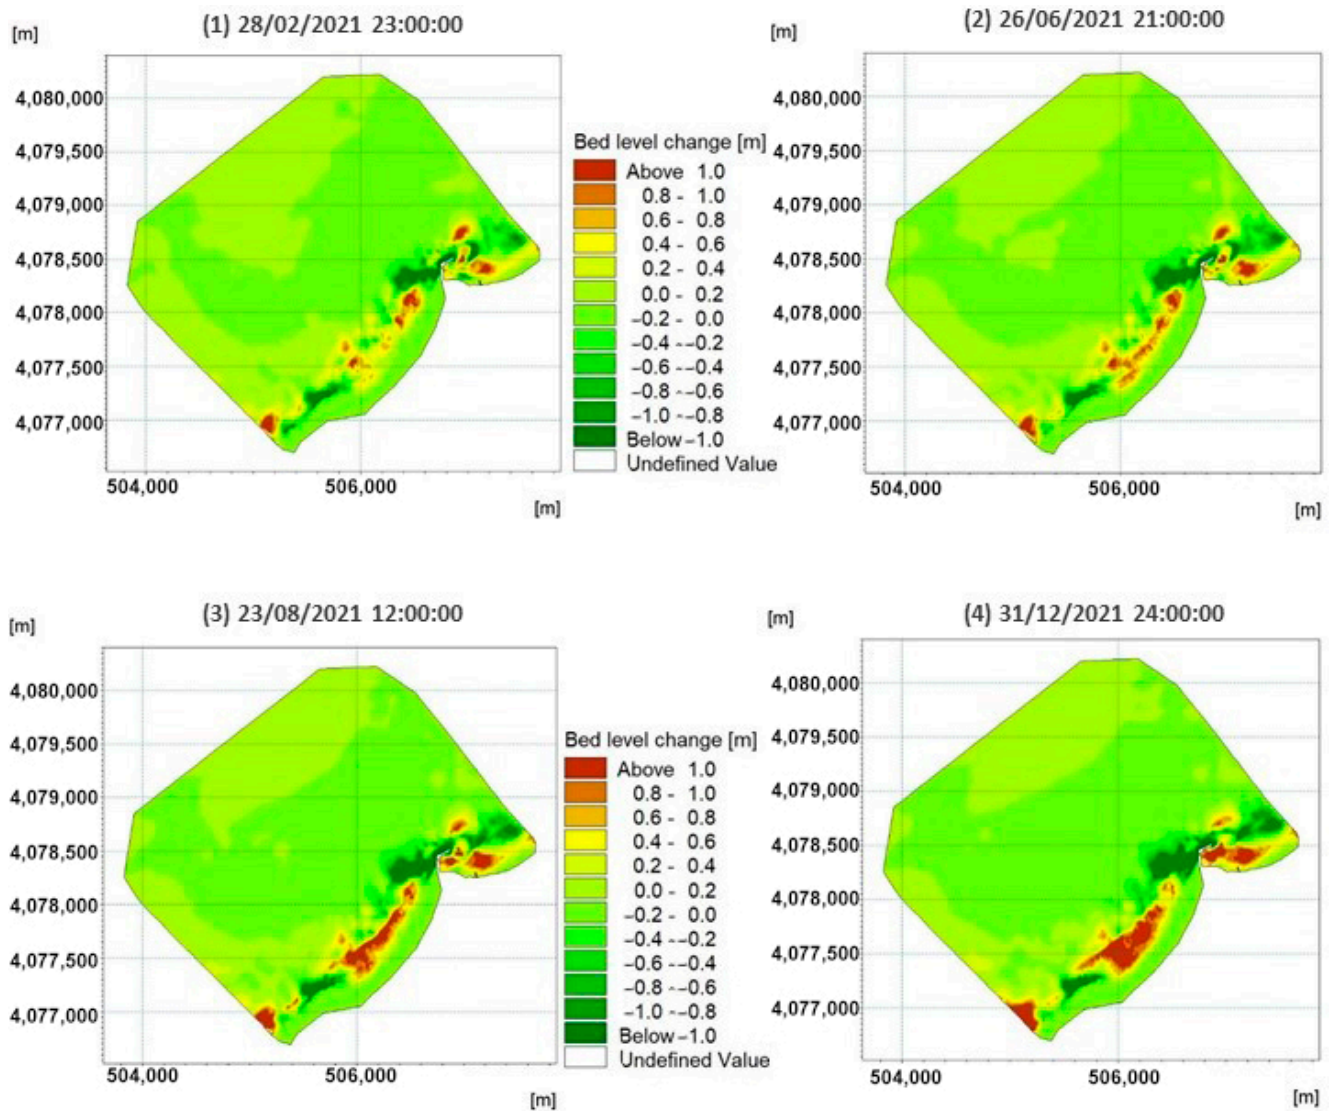 (1) 28/02/2021 23:00:00
[m]
4,080,000
4,079,500
4,079,000
4,078,500
4,078,000
4,077,500
4,077,000
504,000 506,000
[m]
Bed level change [m]
Above 1.0
0.8 - 1.0
0.6 - 0.8
0.4 - 0.6
0.2 - 0.4
0.0 - 0.2
−0.2 - 0.0
−0.4 - −0.2
−0.6 - −0.4
−0.8 - −0.6
−1.0 - −0.8
Below −1.0
Undefined Value
(2) 26/06/2021 21:00:00
[m]
4,080,000
4,079,500
4,079,000
4,078,500
4,078,000
4,077,500
4,077,000
504,000 506,000
[m]
(3) 23/08/2021 12:00:00
[m]
4,080,000
4,079,500
4,079,000
4,078,500
4,078,000
4,077,500
4,077,000
504,000 506,000
[m]
Bed level change [m]
Above 1.0
0.8 - 1.0
0.6 - 0.8
0.4 - 0.6
0.2 - 0.4
0.0 - 0.2
−0.2 - 0.0
−0.4 - −0.2
−0.6 - −0.4
−0.8 - −0.6
−1.0 - −0.8
Below −1.0
Undefined Value
(4) 31/12/2021 24:00:00
[m]
4,080,000
4,079,500
4,079,000
4,078,500
4,078,000
4,077,500
4,077,000
504,000 506,000
[m]